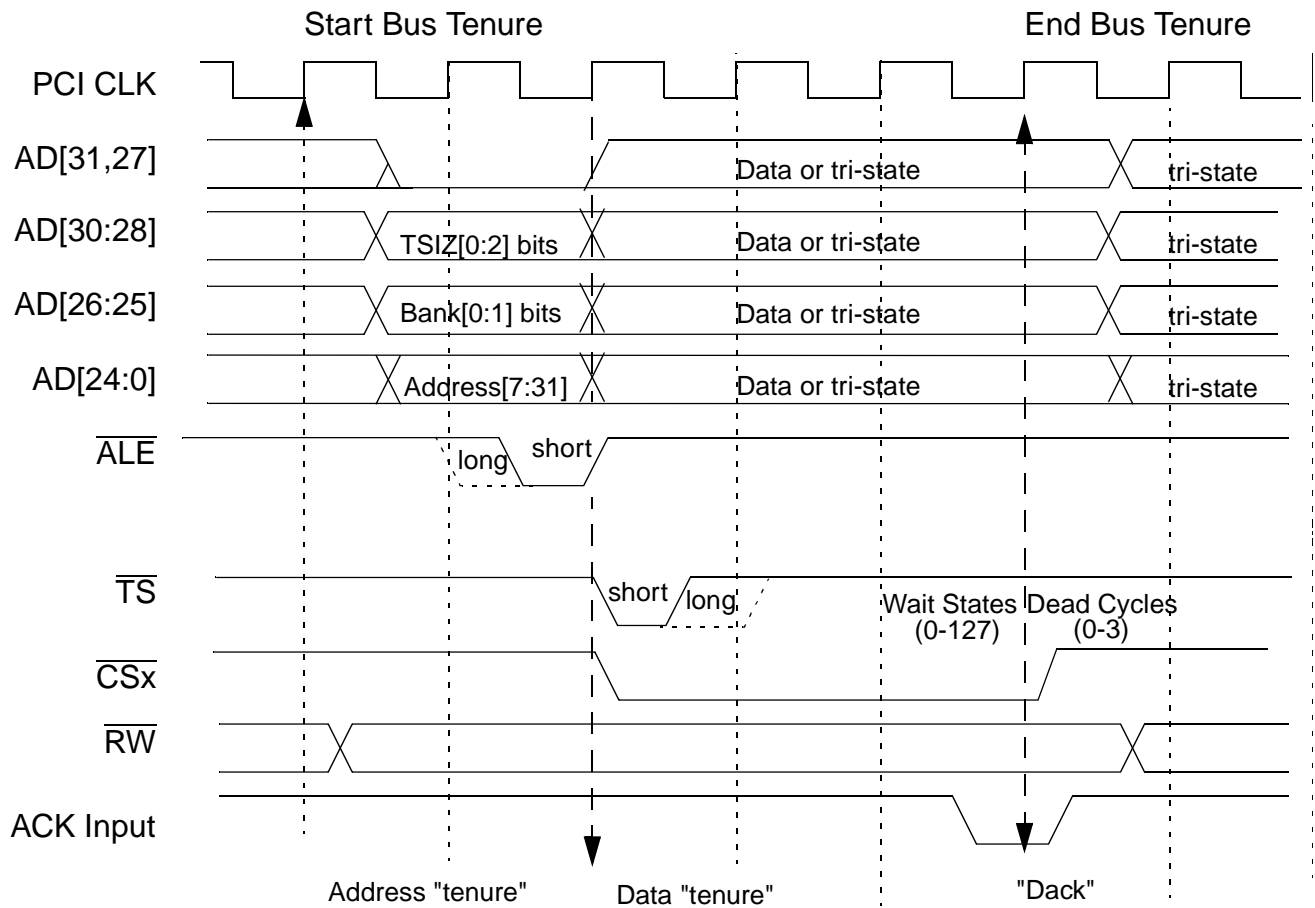 Start Bus Tenure End Bus Tenure
PCI CLK
AD[31,27] Data or tri-state tri-state
AD[30:28] TSIZ[0:2] bits Data or tri-state tri-state
AD[26:25] Bank[0:1] bits Data or tri-state tri-state
AD[24:0] Address[7:31] Data or tri-state tri-state
ALE long short
TS short long
Wait States Dead Cycles
(0-127) (0-3)
CSx
RW
ACK Input
Address "tenure" Data "tenure" "Dack"